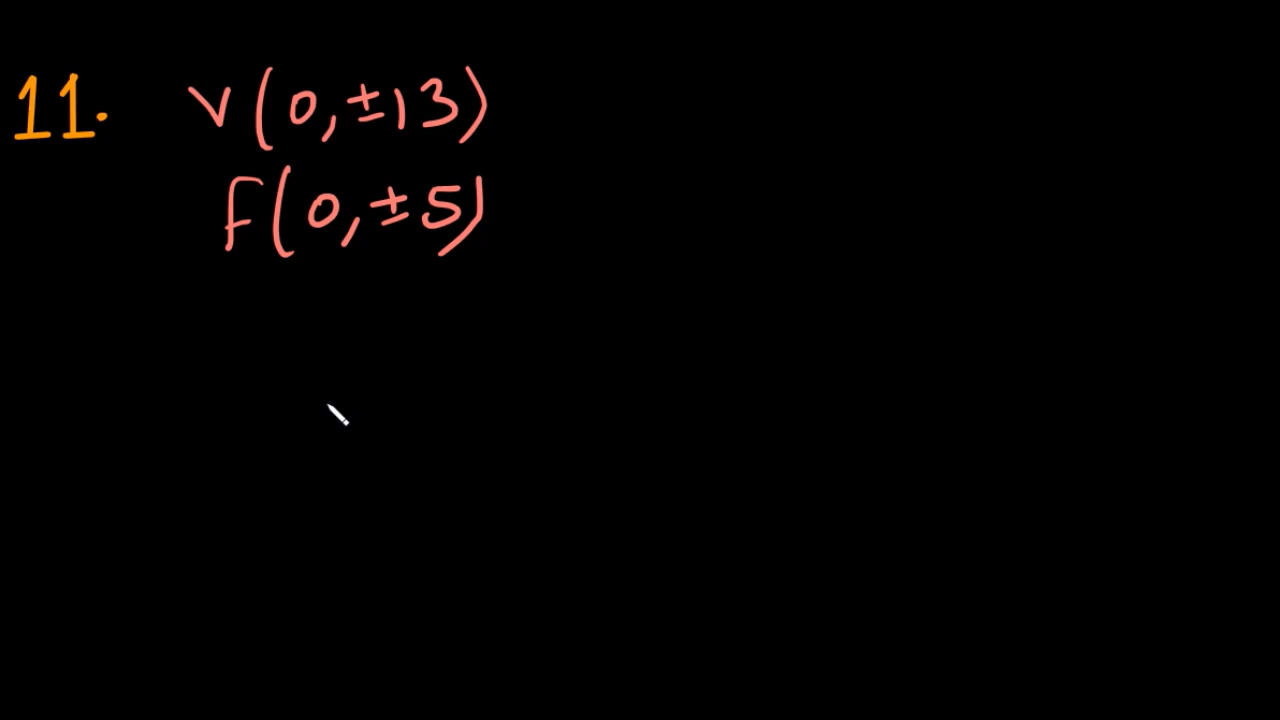 11. V(0, ±13)
F(0, ±5)